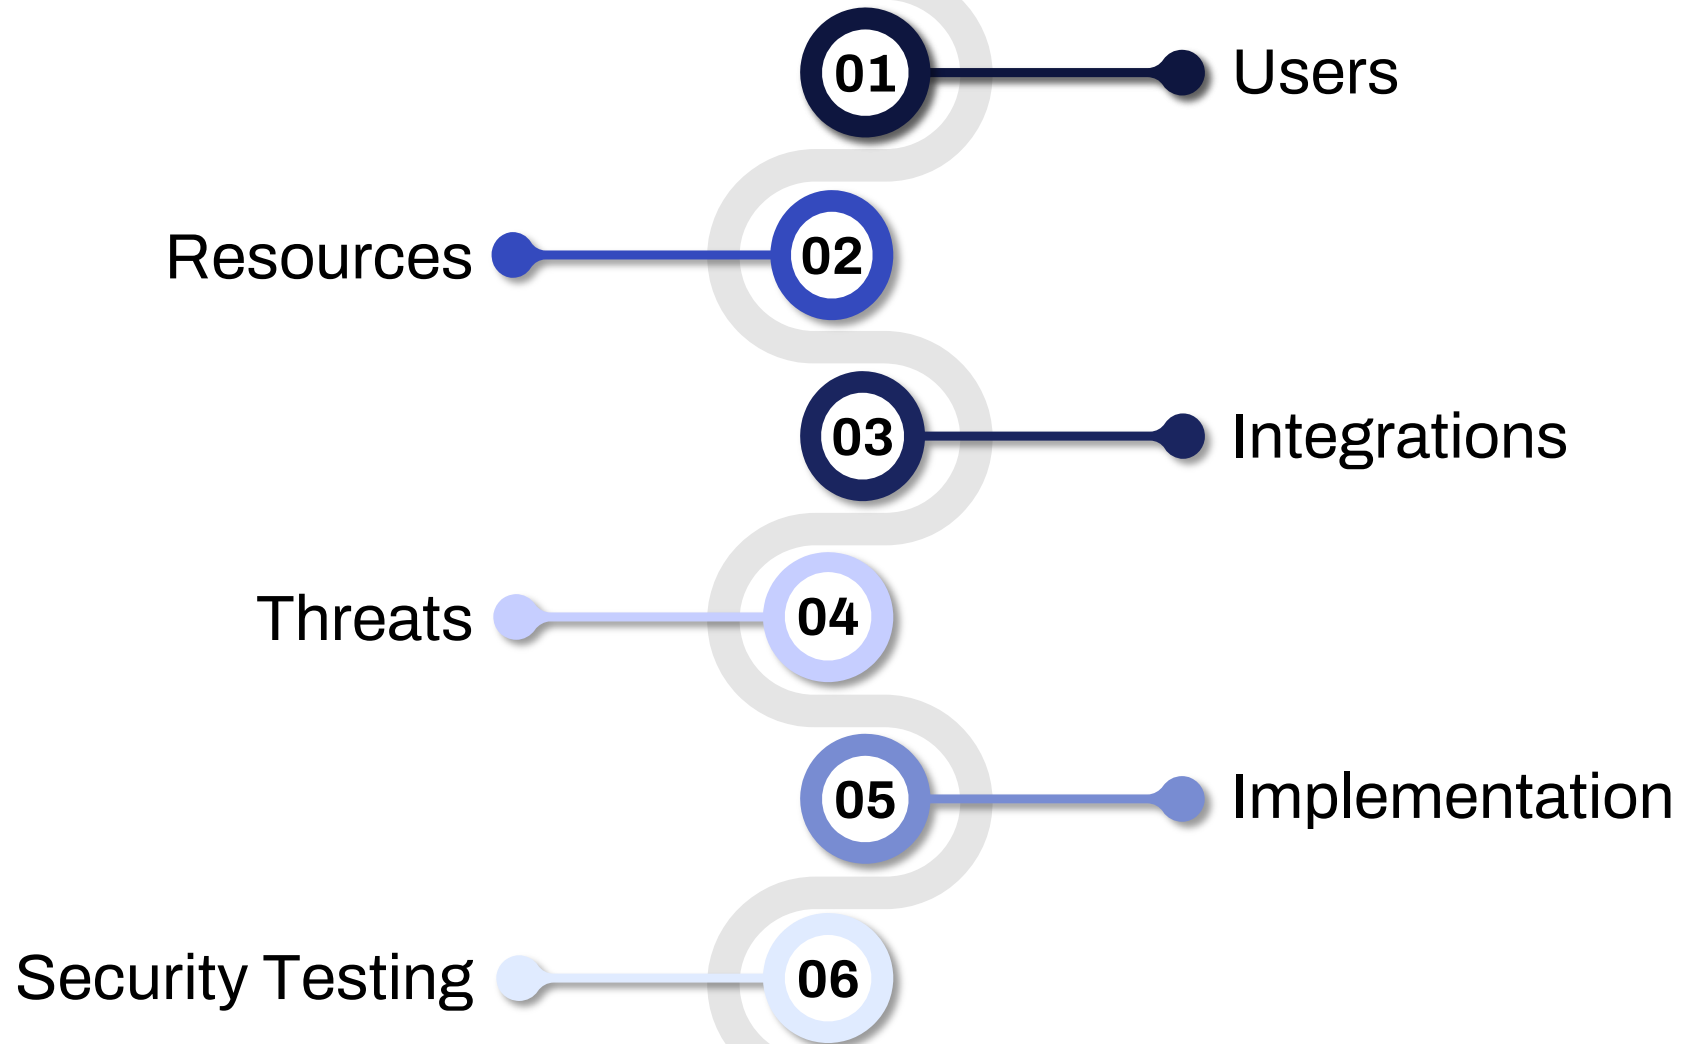 01 Users
Resources 02
03 Integrations
Threats 04
05 Implementation
Security Testing 06